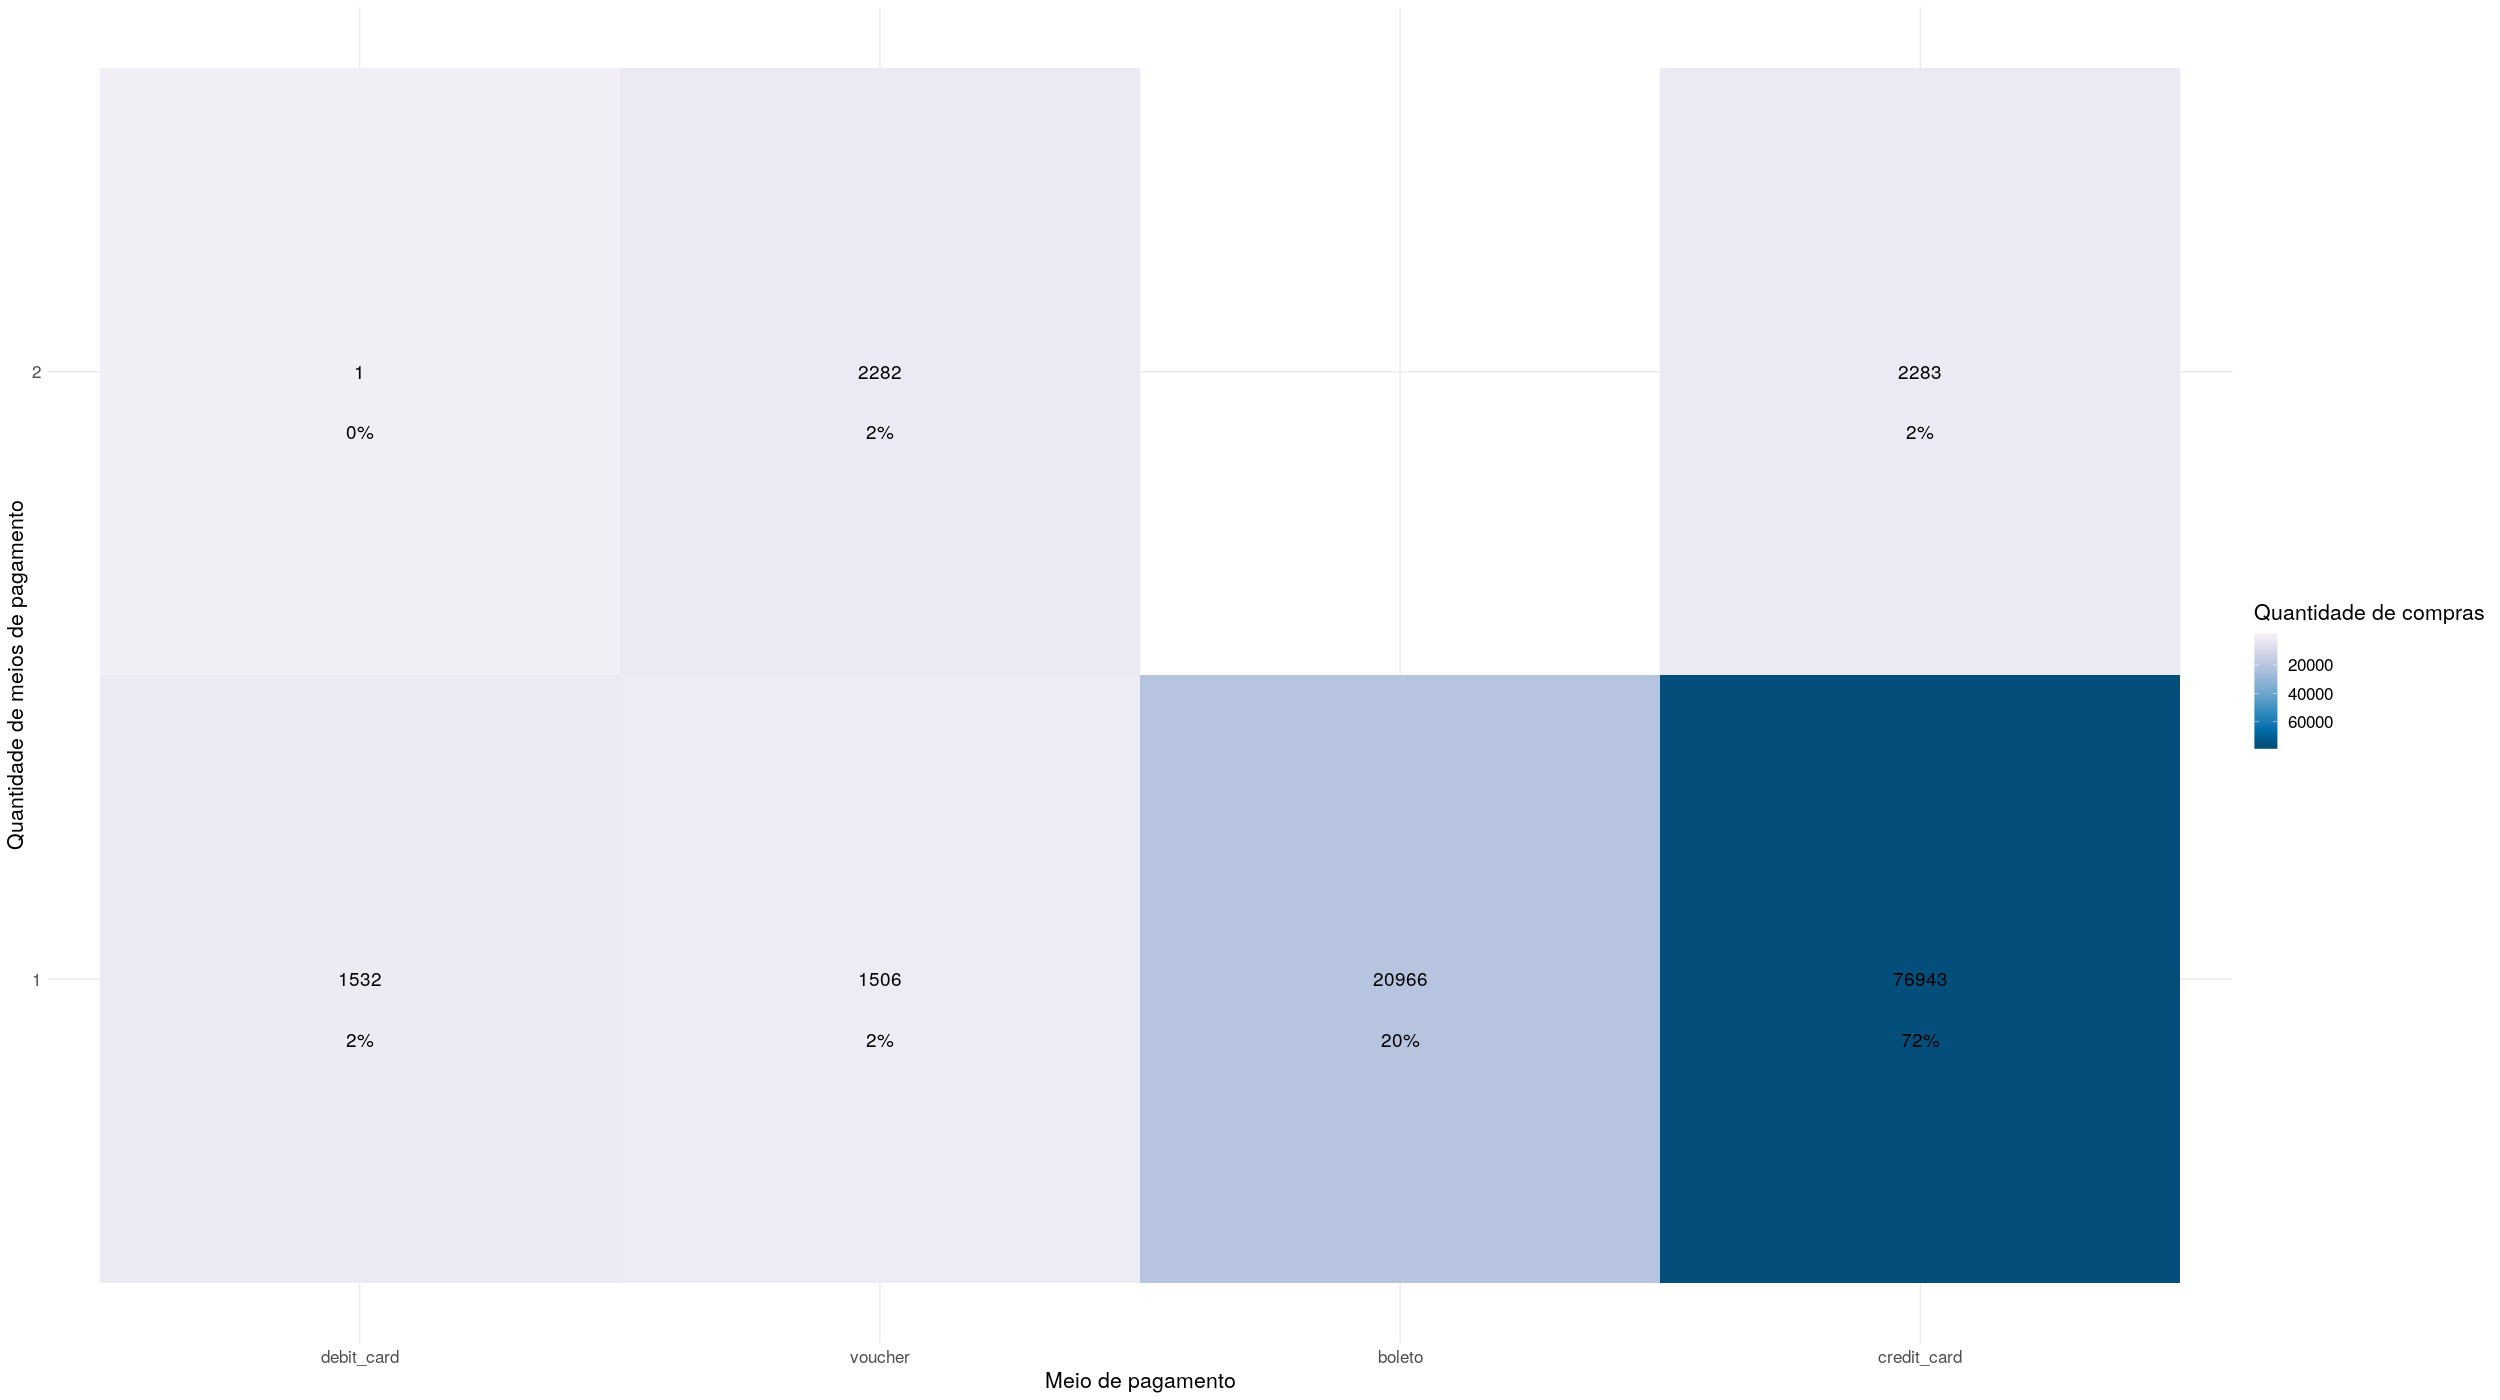 Quantidade de meios de pagamento
2
1
1
0%
2282
2%
2283
2%
1532
2%
1506
2%
20966
20%
76943
72%
debit_card
voucher
boleto
credit_card
Meio de pagamento
Quantidade de compras
20000
40000
60000